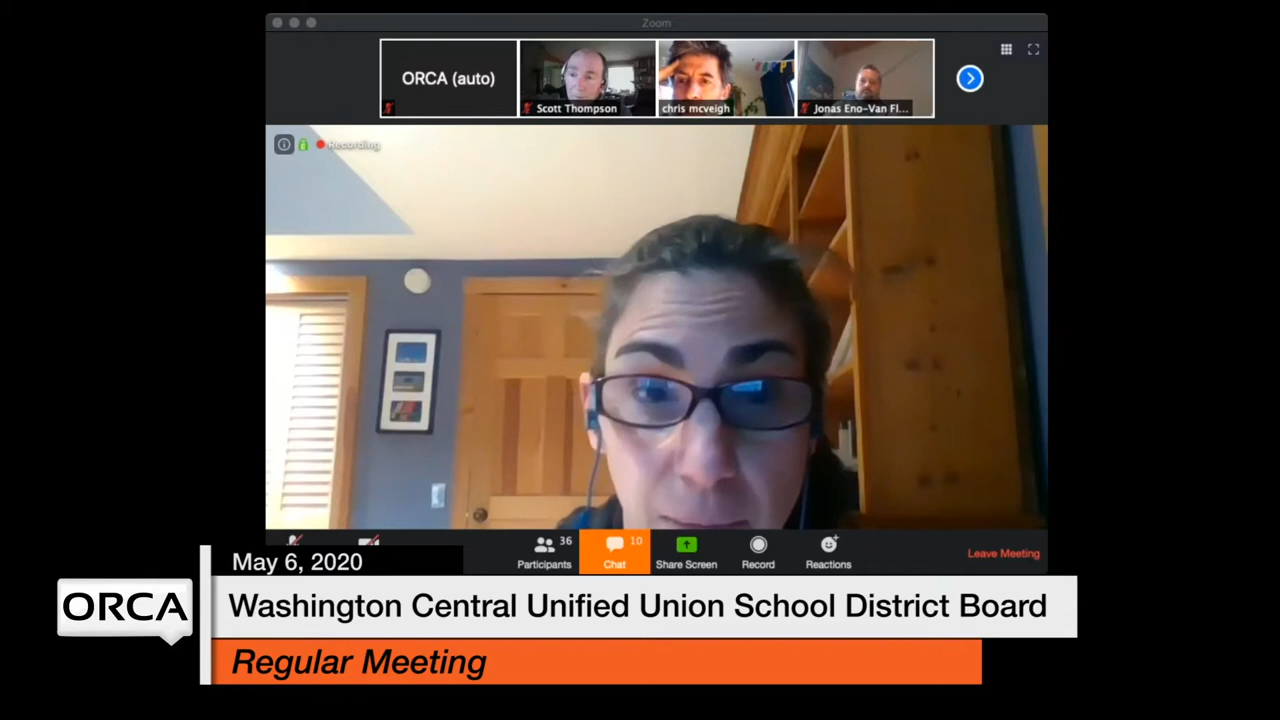 Zoom
ORCA (auto)
Scott Thompson
chris mcveigh
Jonas Eno-Van Fl...
Recording
36
10
Participants
Chat
Share Screen
Record
Reactions
Leave Meeting
May 6, 2020
ORCA
Washington Central Unified Union School District Board
Regular Meeting